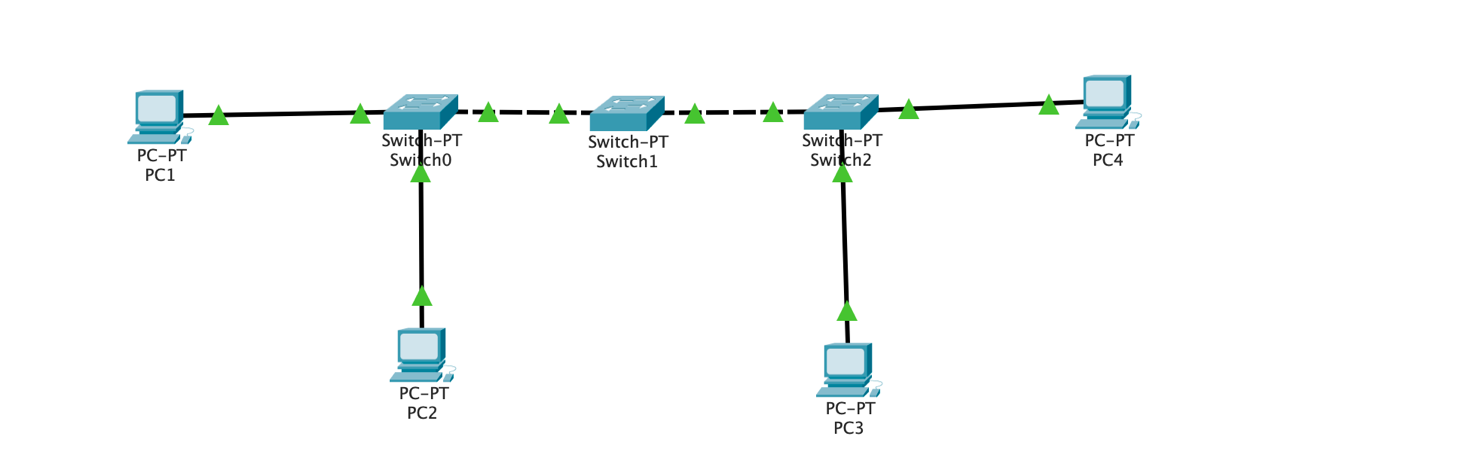 PC-PT
PC1
Switch-PT
Switch0
Switch-PT
Switch1
Switch-PT
Switch2
PC-PT
PC4
PC-PT
PC2
PC-PT
PC3